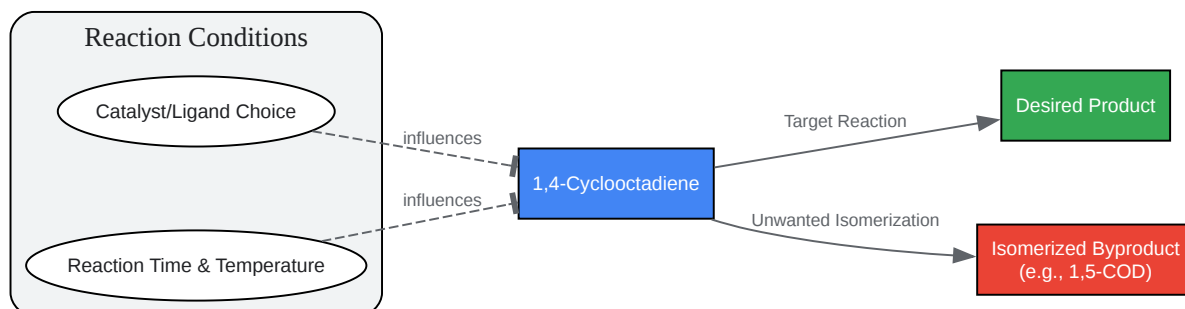 Reaction Conditions
Catalyst/Ligand Choice
influences
Reaction Time & Temperature
influences
1,4-Cyclooctadiene
Target Reaction
Desired Product
Unwanted Isomerization
Isomerized Byproduct
(e.g., 1,5-COD)